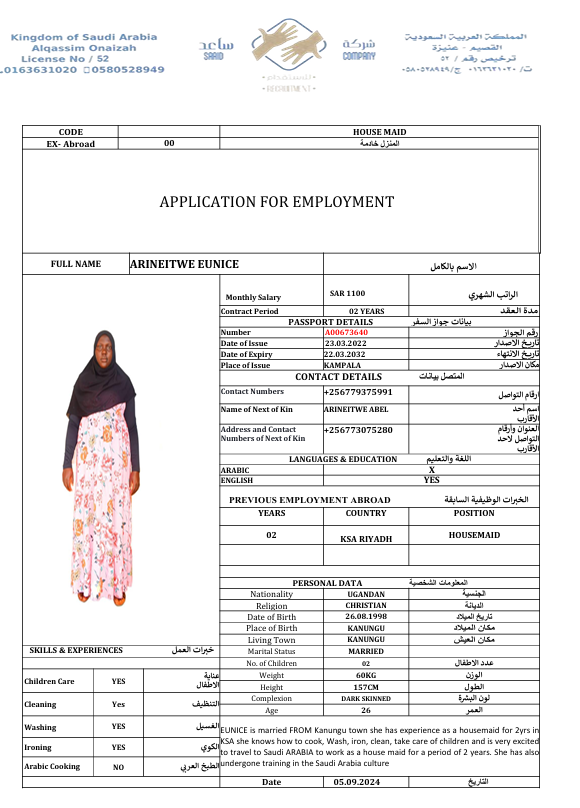 Kingdom of Saudi Arabia
Alqassim Onaizah
License No / 52
.0163631020 0580528949
ساعد
SAAID
شركة
COMPANY
للإستقدام
RECRUITMENT
المملكة العربية السعودية
القصيم - عنيزة
ترخيص رقم / ٥٢
ت/ ٠١٦٣٦٣١٠٢٠ ج/٠٥٨٠٥٢٨٩٤٩
CODE HOUSE MAID
EX- Abroad 00 المنزل خادمة
APPLICATION FOR EMPLOYMENT
FULL NAME ARINEITWE EUNICE الاسم بالكامل
Monthly Salary SAR 1100 الراتب الشهري
Contract Period 02 YEARS مدة العقد
PASSPORT DETAILS بيانات جواز السفر
Number A00673640 رقم الجواز
Date of Issue 23.03.2022 تاريخ الاصدار
Date of Expiry 22.03.2032 تاريخ الانتهاء
Place of Issue KAMPALA مكان الاصدار
CONTACT DETAILS المتصل بيانات
Contact Numbers +256779375991 أرقام التواصل
Name of Next of Kin ARINEITWE ABEL اسم أحد الأقارب
Address and Contact Numbers of Next of Kin +256773075280 العنوان وأرقام التواصل لاحد الأقارب
LANGUAGES & EDUCATION اللغة والتعليم
ARABIC X
ENGLISH YES
PREVIOUS EMPLOYMENT ABROAD الخبرات الوظيفية السابقة
YEARS COUNTRY POSITION
02 KSA RIYADH HOUSEMAID
PERSONAL DATA المعلومات الشخصية
Nationality UGANDAN الجنسية
Religion CHRISTIAN الديانة
Date of Birth 26.08.1998 تاريخ الميلاد
Place of Birth KANUNGU مكان الميلاد
Living Town KANUNGU مكان العيش
Marital Status MARRIED
No. of Children 02 عدد الاطفال
Weight 60KG الوزن
Height 157CM الطول
Complexion DARK SKINNED لون البشرة
Age 26 العمر
SKILLS & EXPERIENCES خبرات العمل
Children Care YES عناية الاطفال
Cleaning Yes التنظيف
Washing YES الغسيل
Ironing YES الكوي
Arabic Cooking NO الطبخ العربي
EUNICE is married FROM Kanungu town she has experience as a housemaid for 2yrs in
KSA she knows how to cook, Wash, iron, clean, take care of children and is very excited
to travel to Saudi ARABIA to work as a house maid for a period of 2 years. She has also
undergone training in the Saudi Arabia culture
Date 05.09.2024 التاريخ